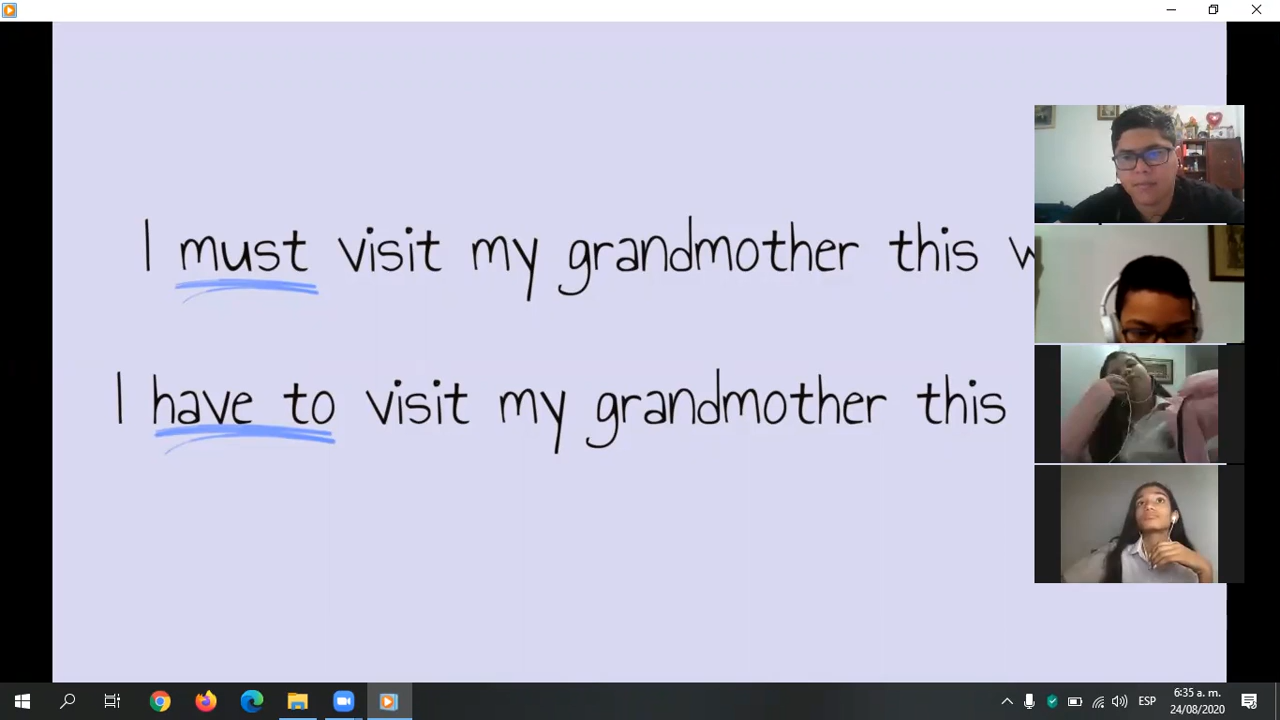 I must visit my grandmother this
I have to visit my grandmother this
ESP
6:35 a. m.
24/08/2020